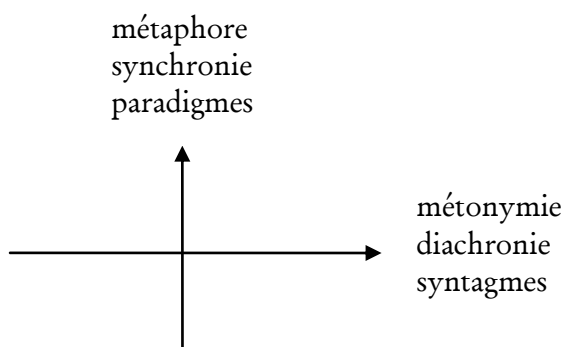 métaphore
synchronie
paradigmes
métonymie
diachronie
syntagmes